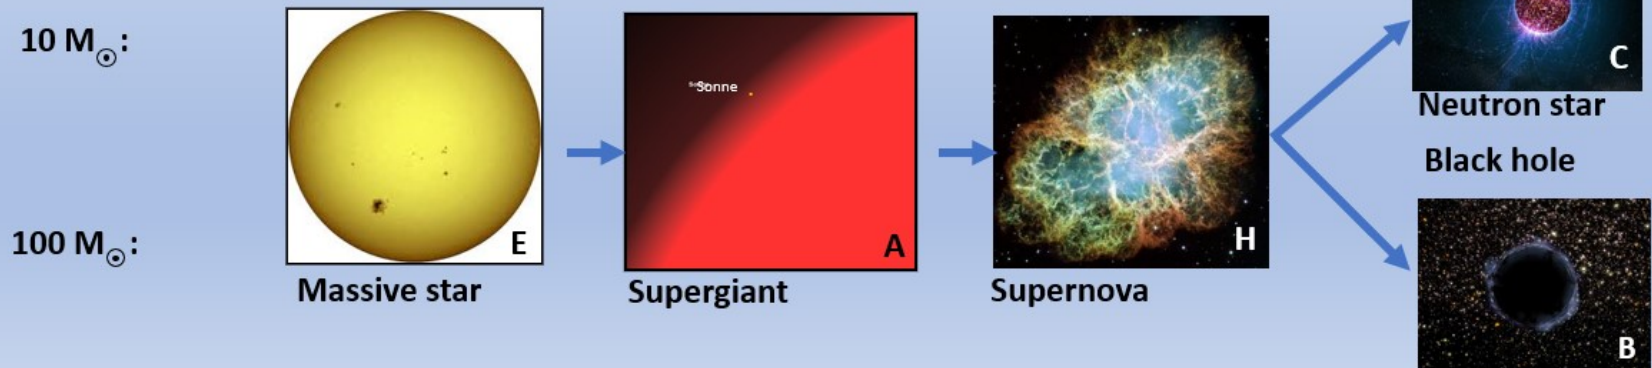 10 M☉:
Sonne
C
Neutron star
Black hole
100 M☉:
E
A
H
Massive star
Supergiant
Supernova
B